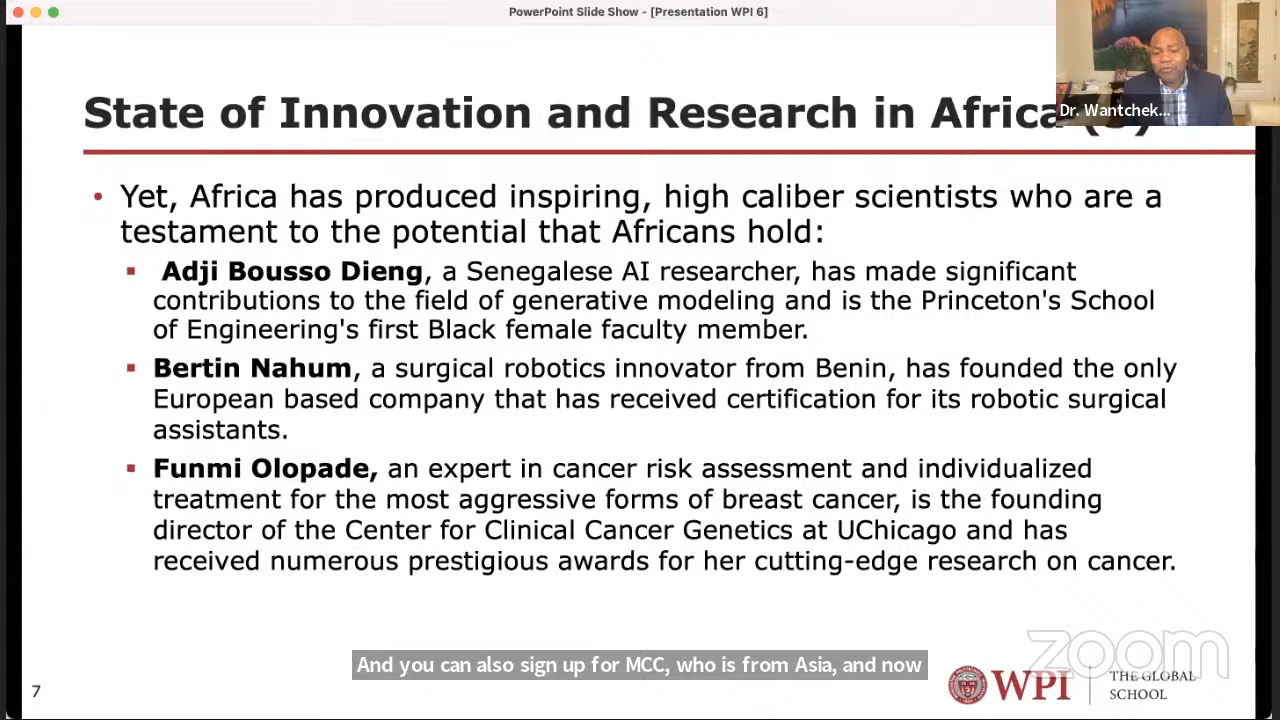 PowerPoint Slide Show - [Presentation WPI 6]
State of Innovation and Research in Africa
Dr. Wantchek...
• Yet, Africa has produced inspiring, high caliber scientists who are a
testament to the potential that Africans hold:
▪ Adji Bousso Dieng, a Senegalese AI researcher, has made significant
contributions to the field of generative modeling and is the Princeton's School
of Engineering's first Black female faculty member.
▪ Bertin Nahum, a surgical robotics innovator from Benin, has founded the only
European based company that has received certification for its robotic surgical
assistants.
▪ Funmi Olopade, an expert in cancer risk assessment and individualized
treatment for the most aggressive forms of breast cancer, is the founding
director of the Center for Clinical Cancer Genetics at UChicago and has
received numerous prestigious awards for her cutting-edge research on cancer.
zoom
And you can also sign up for MCC, who is from Asia, and now
WPI
THE GLOBAL
SCHOOL
7